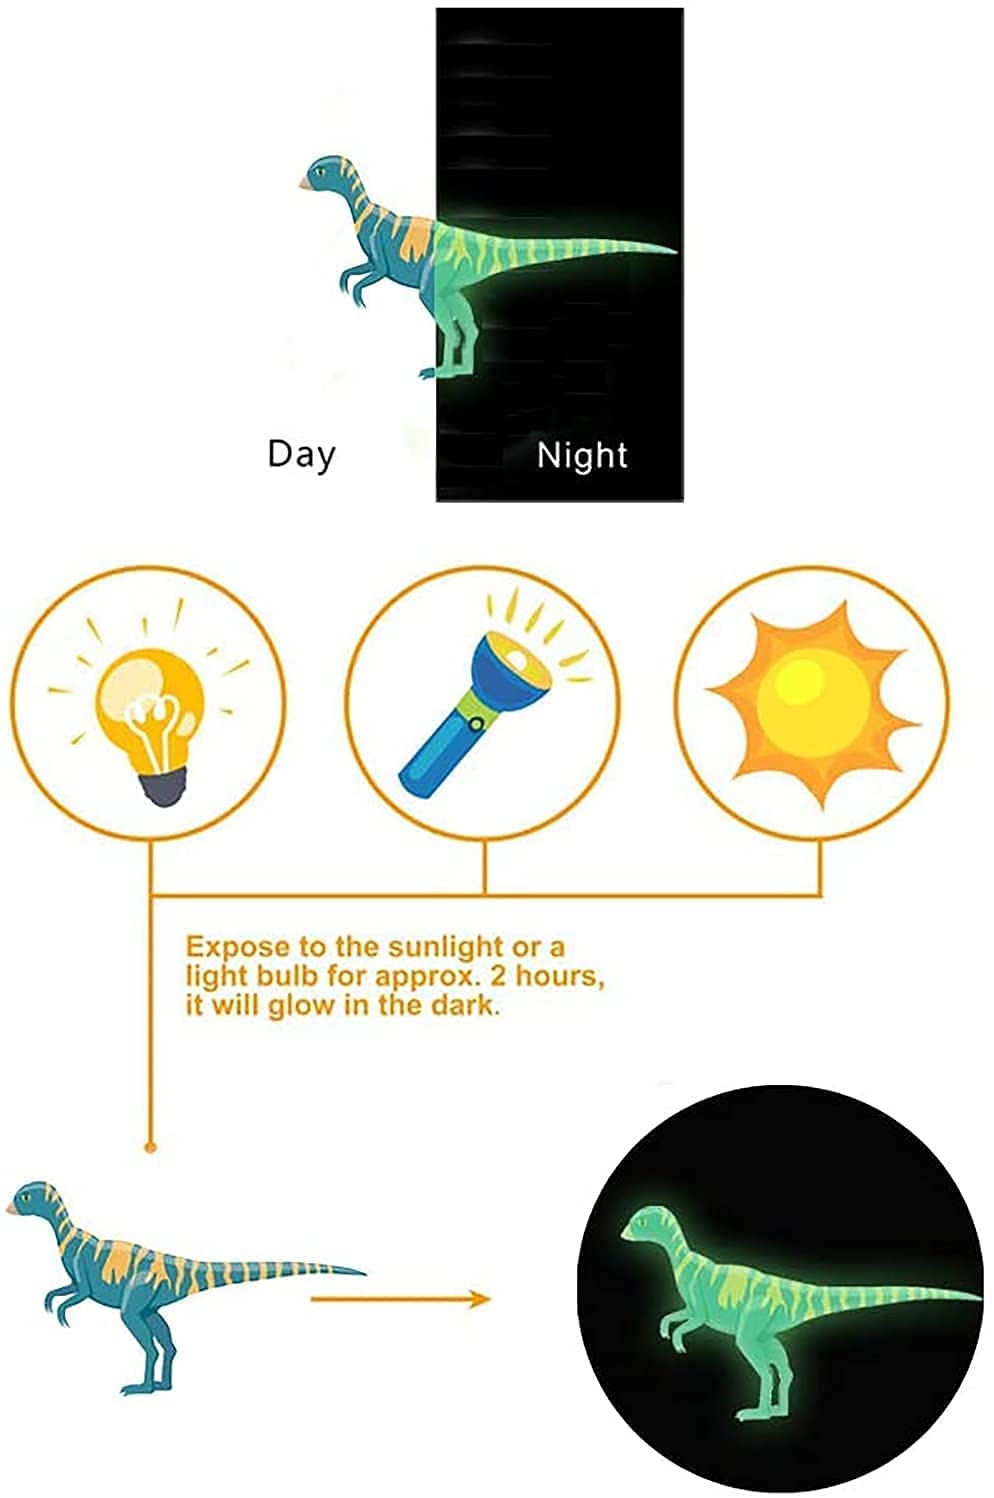 Day
Night
Expose to the sunlight or a
light bulb for approx. 2 hours,
it will glow in the dark.